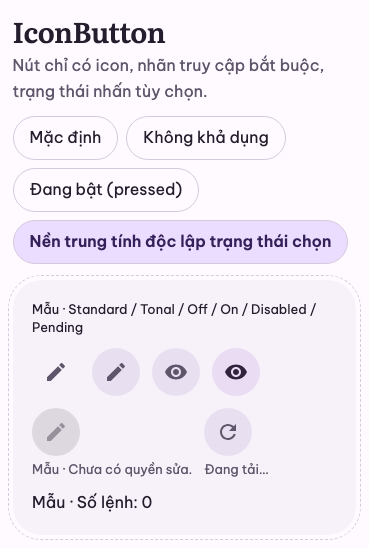 IconButton
Nút chỉ có icon, nhãn truy cập bắt buộc,
trạng thái nhấn tùy chọn.
Mặc định
Không khả dụng
Đang bật (pressed)
Nền trung tính độc lập trạng thái chọn
Mẫu · Standard / Tonal / Off / On / Disabled /
Pending
Mẫu · Chưa có quyền sửa.
Đang tải…
Mẫu · Số lệnh: 0